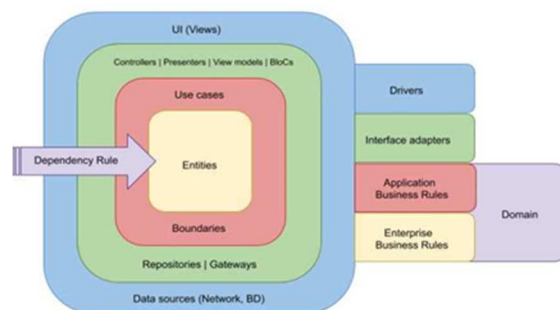 UI (Views)
Controllers | Presenters | View models | BloCs
Use cases
Dependency Rule
Entities
Boundaries
Repositories | Gateways
Data sources (Network, BD)
Drivers
Interface adapters
Application
Business Rules
Enterprise
Business Rules
Domain